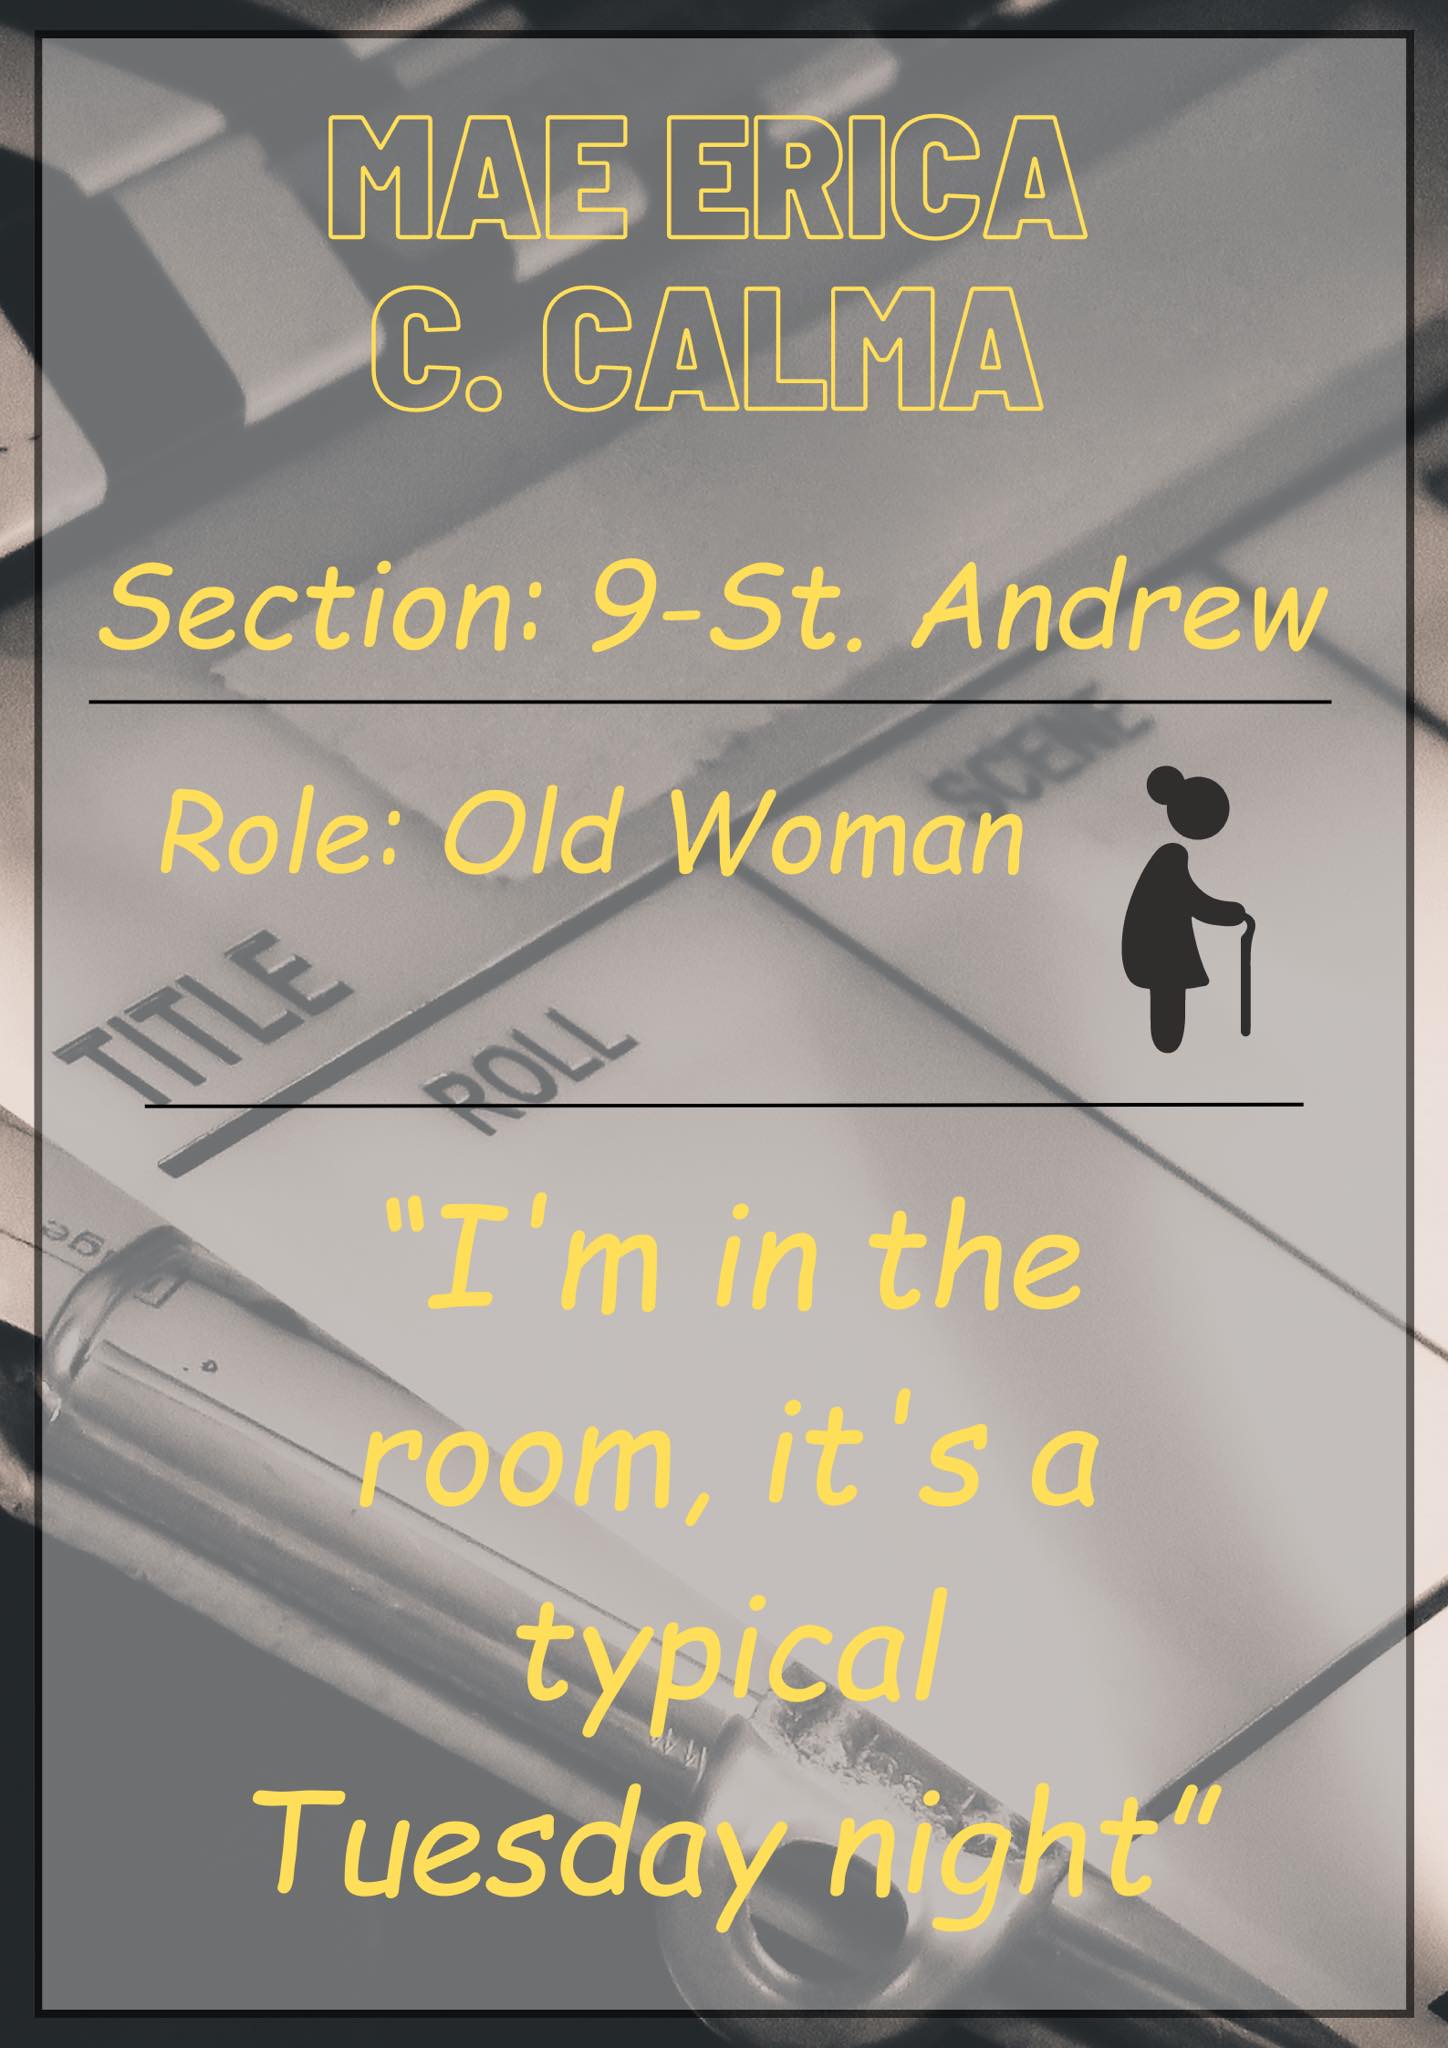 MAE ERICA
C. CALMA
Section: 9-St. Andrew
SCENE
Role: Old Woman
TITLE
ROLL
"I'm in the
room, it's a
typical
Tuesday night"